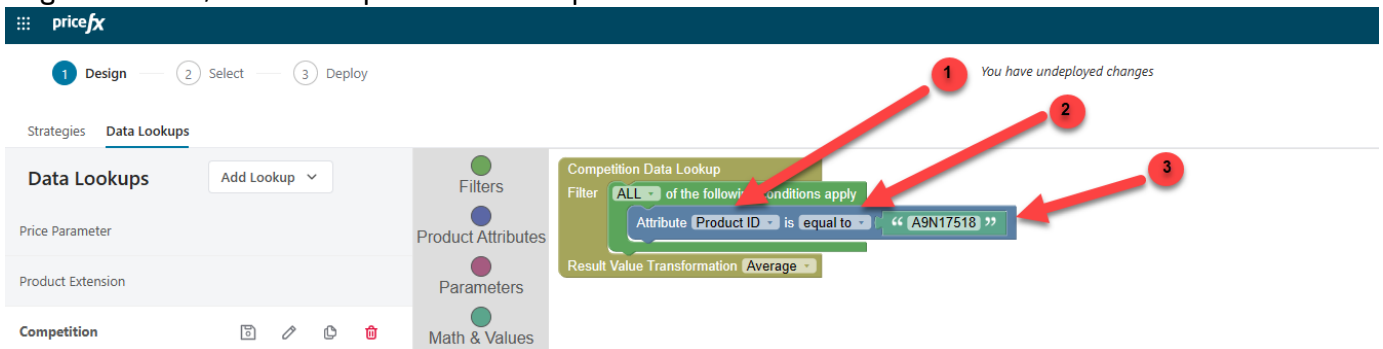 pricefx
1 Design 2 Select 3 Deploy
You have undeployed changes
1
2
3
Strategies Data Lookups
Data Lookups Add Lookup
Price Parameter
Product Extension
Competition
Filters
Product Attributes
Parameters
Math & Values
Competition Data Lookup
Filter ALL of the following conditions apply
Attribute Product ID is equal to “ A9N17518 ”
Result Value Transformation Average